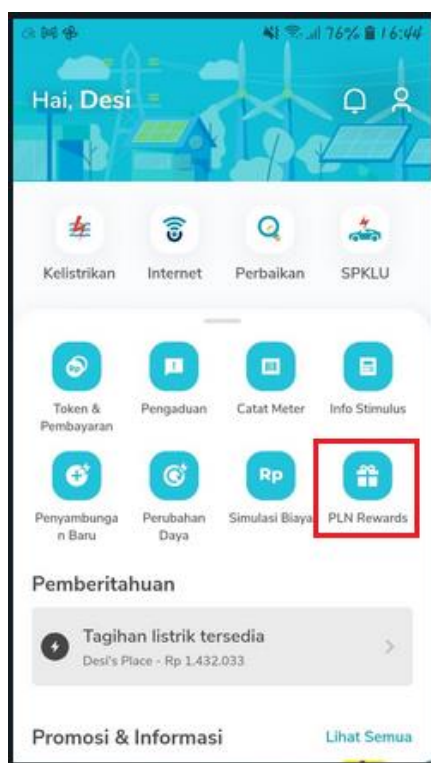 76% 16:44
Hai, Desi
Kelistrikan Internet Perbaikan SPKLU
Token & Pembayaran
Pengaduan
Catat Meter
Info Stimulus
Penyambunga
n Baru
Perubahan
Daya
Rp
Simulasi Biaya
PLN Rewards
Pemberitahuan
Tagihan listrik tersedia
Desi's Place - Rp 1.432.033
Promosi & Informasi Lihat Semua